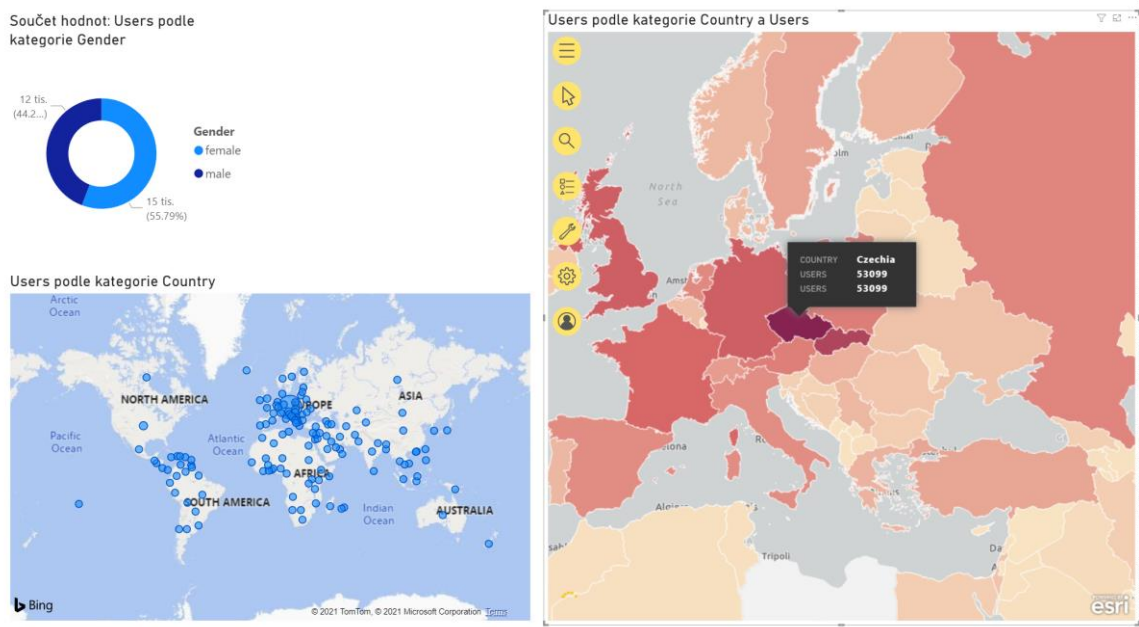 Součet hodnot: Users podle
kategorie Gender
12 tis.
(44.2...)
Gender
female
male
15 tis.
(55.79%)
Users podle kategorie Country
Arctic
Ocean
NORTH AMERICA
ASIA
Pacific
Ocean
Atlantic
Ocean
AFRICA
SOUTH AMERICA
Indian
Ocean
AUSTRALIA
Bing
© 2021 TomTom, © 2021 Microsoft Corporation Terms
Users podle kategorie Country a Users
North
Sea
COUNTRY Czechia
USERS 53099
USERS 53099
Tripoli
POWERED BY
esri